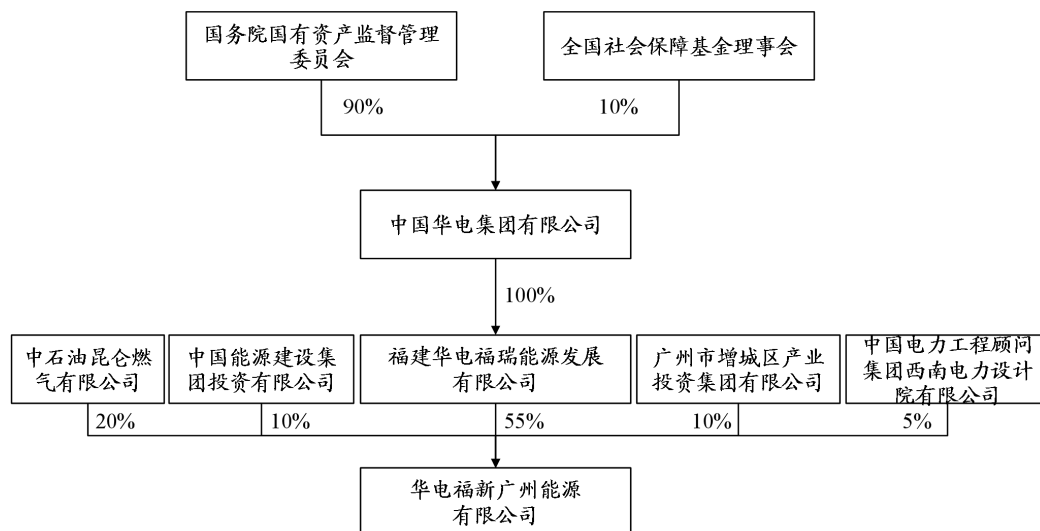 国务院国有资产监督管理
委员会
全国社会保障基金理事会
90%
10%
中国华电集团有限公司
100%
中石油昆仑燃
气有限公司
中国能源建设集
团投资有限公司
福建华电福瑞能源发展
有限公司
广州市增城区产业
投资集团有限公司
中国电力工程顾问
集团西南电力设计
院有限公司
20%
10%
55%
10%
5%
华电福新广州能源
有限公司